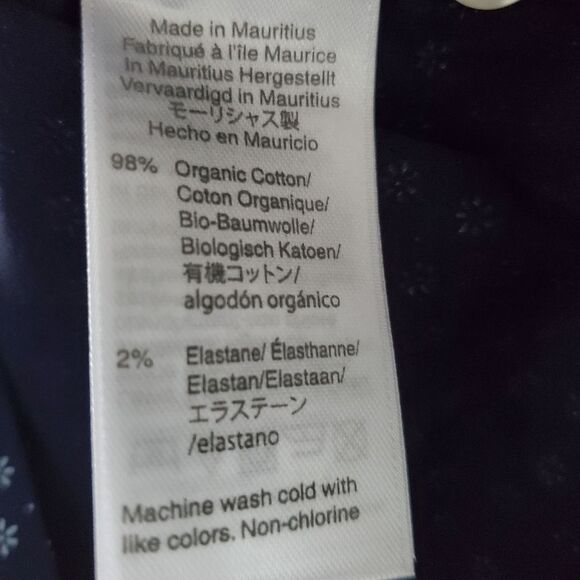 Made in Mauritius
Fabriqué à l'île Maurice
In Mauritius Hergestellt
Vervaardigd in Mauritius
モーリシャス製
Hecho en Mauricio
98% Organic Cotton/
Coton Organique/
Bio-Baumwolle/
Biologisch Katoen/
有機コットン/
algodón orgánico
2% Elastane/ Élasthanne/
Elastan/Elastaan/
エラステーン
/elastano
Machine wash cold with
like colors. Non-chlorine